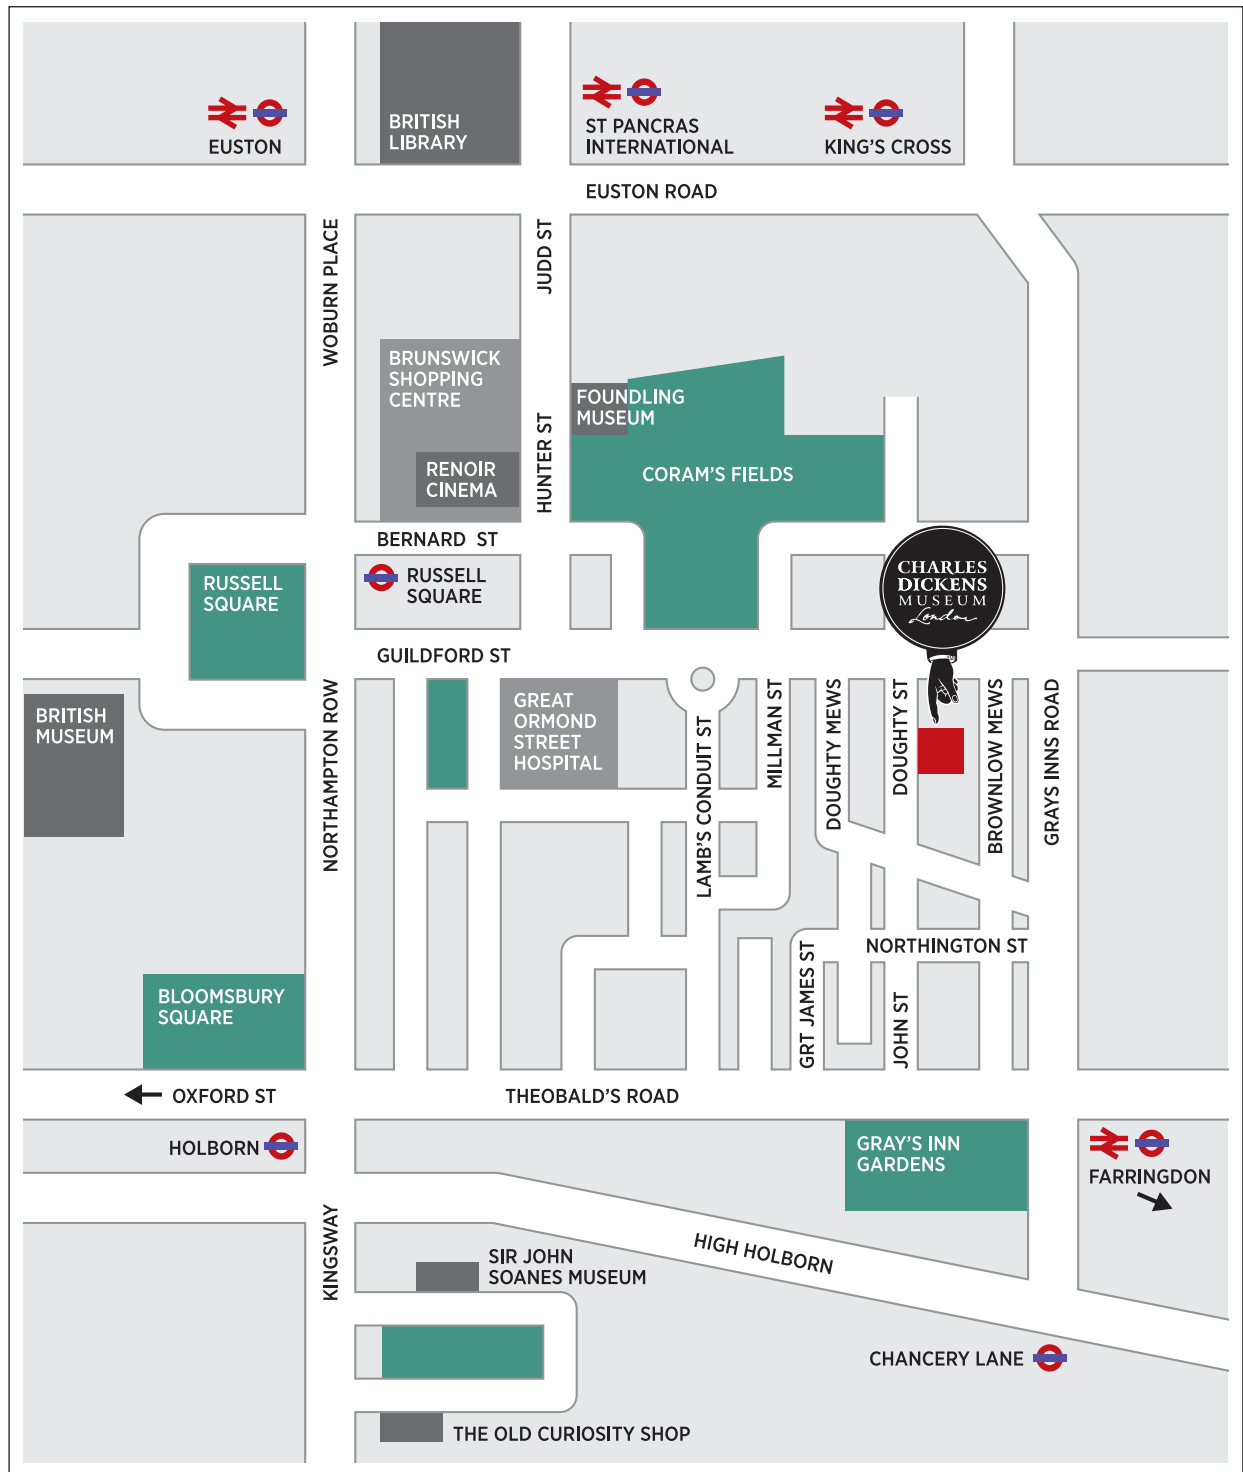 EUSTON
BRITISH
LIBRARY
ST PANCRAS
INTERNATIONAL
KING'S CROSS
EUSTON ROAD
WOBURN PLACE
JUDD ST
BRUNSWICK
SHOPPING
CENTRE
RENOIR
CINEMA
HUNTER ST
FOUNDLING
MUSEUM
CORAM'S FIELDS
BERNARD ST
RUSSELL
SQUARE
RUSSELL
SQUARE
CHARLES
DICKENS
MUSEUM
London
GUILDFORD ST
BRITISH
MUSEUM
NORTHAMPTON ROW
GREAT
ORMOND
STREET
HOSPITAL
LAMB'S CONDUIT ST
MILLMAN ST
DOUGHTY MEWS
DOUGHTY ST
BROWNLOW MEWS
GRAYS INNS ROAD
NORTHINGTON ST
GRT JAMES ST
JOHN ST
BLOOMSBURY
SQUARE
OXFORD ST
THEOBALD'S ROAD
HOLBORN
GRAY'S INN
GARDENS
FARRINGDON
KINGSWAY
HIGH HOLBORN
SIR JOHN
SOANES MUSEUM
CHANCERY LANE
THE OLD CURIOSITY SHOP